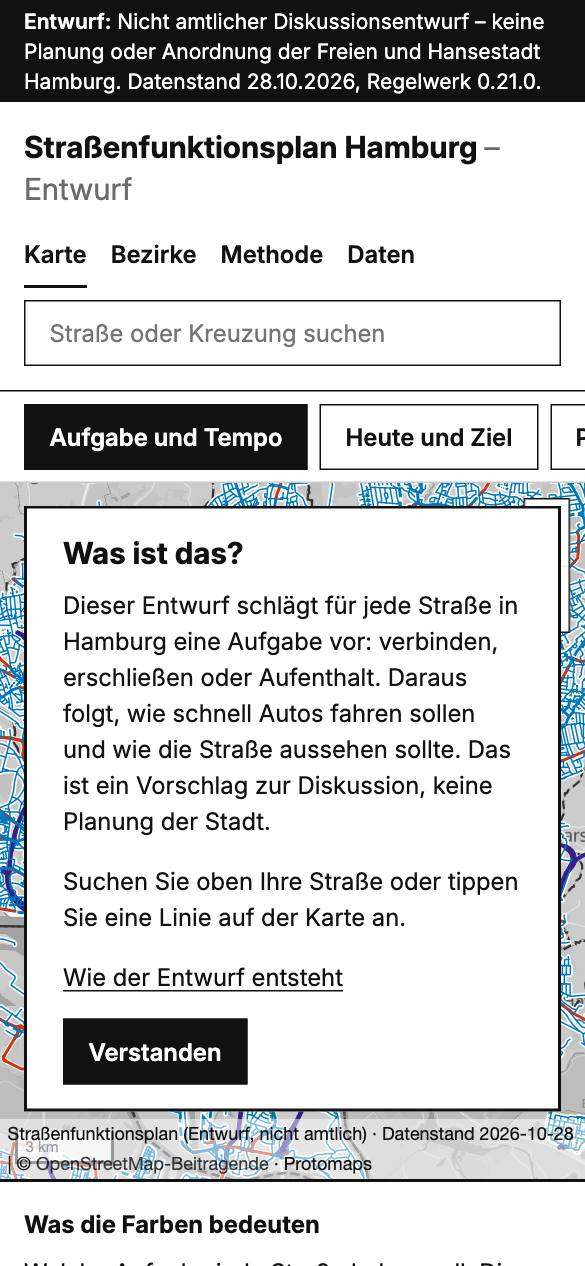 Entwurf: Nicht amtlicher Diskussionsentwurf – keine
Planung oder Anordnung der Freien und Hansestadt
Hamburg. Datenstand 28.10.2026, Regelwerk 0.21.0.
Straßenfunktionsplan Hamburg –
Entwurf
Karte Bezirke Methode Daten
Straße oder Kreuzung suchen
Aufgabe und Tempo Heute und Ziel
Was ist das?
Dieser Entwurf schlägt für jede Straße in
Hamburg eine Aufgabe vor: verbinden,
erschließen oder Aufenthalt. Daraus
folgt, wie schnell Autos fahren sollen
und wie die Straße aussehen sollte. Das
ist ein Vorschlag zur Diskussion, keine
Planung der Stadt.
Suchen Sie oben Ihre Straße oder tippen
Sie eine Linie auf der Karte an.
Wie der Entwurf entsteht
Verstanden
Straßenfunktionsplan (Entwurf, nicht amtlich) · Datenstand 2026-10-28
3 km
| © OpenStreetMap-Beitragende · Protomaps
Was die Farben bedeuten